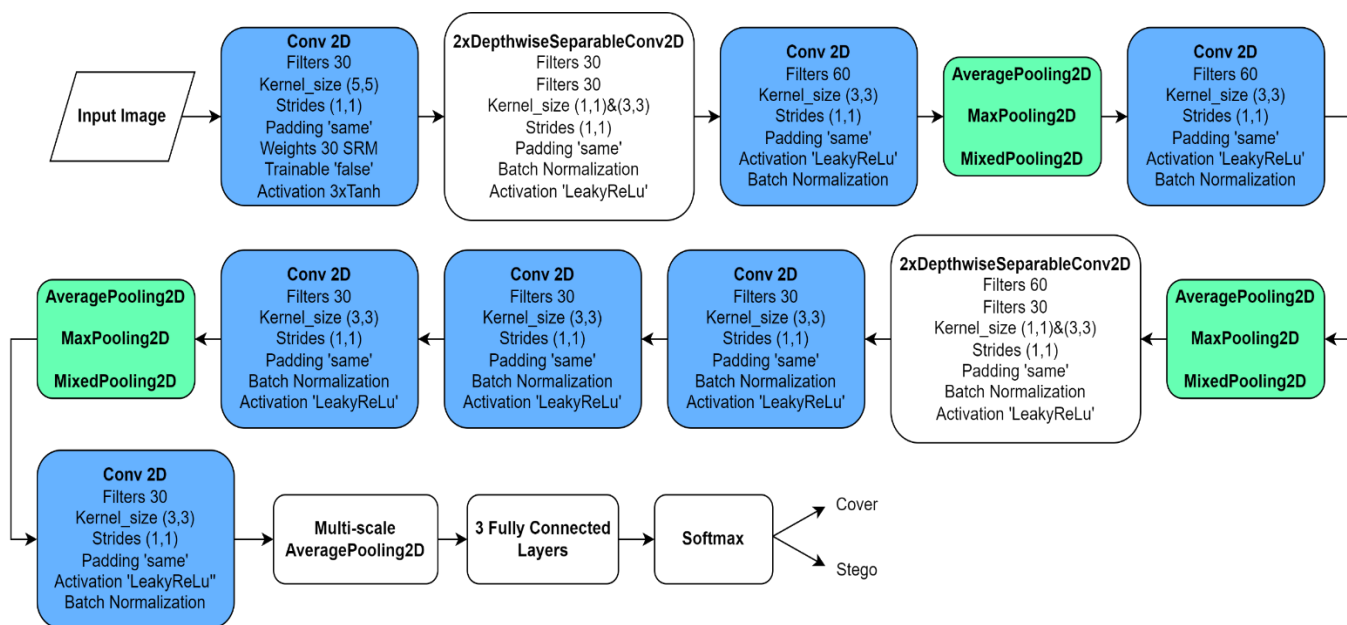 Input Image
Conv 2D
Filters 30
Kernel_size (5,5)
Strides (1,1)
Padding 'same'
Weights 30 SRM
Trainable 'false'
Activation 3xTanh
2xDepthwiseSeparableConv2D
Filters 30
Filters 30
Kernel_size (1,1)&(3,3)
Strides (1,1)
Padding 'same'
Batch Normalization
Activation 'LeakyReLu'
Conv 2D
Filters 60
Kernel_size (3,3)
Strides (1,1)
Padding 'same'
Activation 'LeakyReLu'
Batch Normalization
AveragePooling2D
MaxPooling2D
MixedPooling2D
Conv 2D
Filters 60
Kernel_size (3,3)
Strides (1,1)
Padding 'same'
Activation 'LeakyReLu'
Batch Normalization
AveragePooling2D
MaxPooling2D
MixedPooling2D
2xDepthwiseSeparableConv2D
Filters 60
Filters 30
Kernel_size (1,1)&(3,3)
Strides (1,1)
Padding 'same'
Batch Normalization
Activation 'LeakyReLu'
Conv 2D
Filters 30
Kernel_size (3,3)
Strides (1,1)
Padding 'same'
Batch Normalization
Activation 'LeakyReLu'
Conv 2D
Filters 30
Kernel_size (3,3)
Strides (1,1)
Padding 'same'
Batch Normalization
Activation 'LeakyReLu'
Conv 2D
Filters 30
Kernel_size (3,3)
Strides (1,1)
Padding 'same'
Batch Normalization
Activation 'LeakyReLu'
AveragePooling2D
MaxPooling2D
MixedPooling2D
Conv 2D
Filters 30
Kernel_size (3,3)
Strides (1,1)
Padding 'same'
Activation 'LeakyReLu''
Batch Normalization
Multi-scale
AveragePooling2D
3 Fully Connected
Layers
Softmax
Cover
Stego